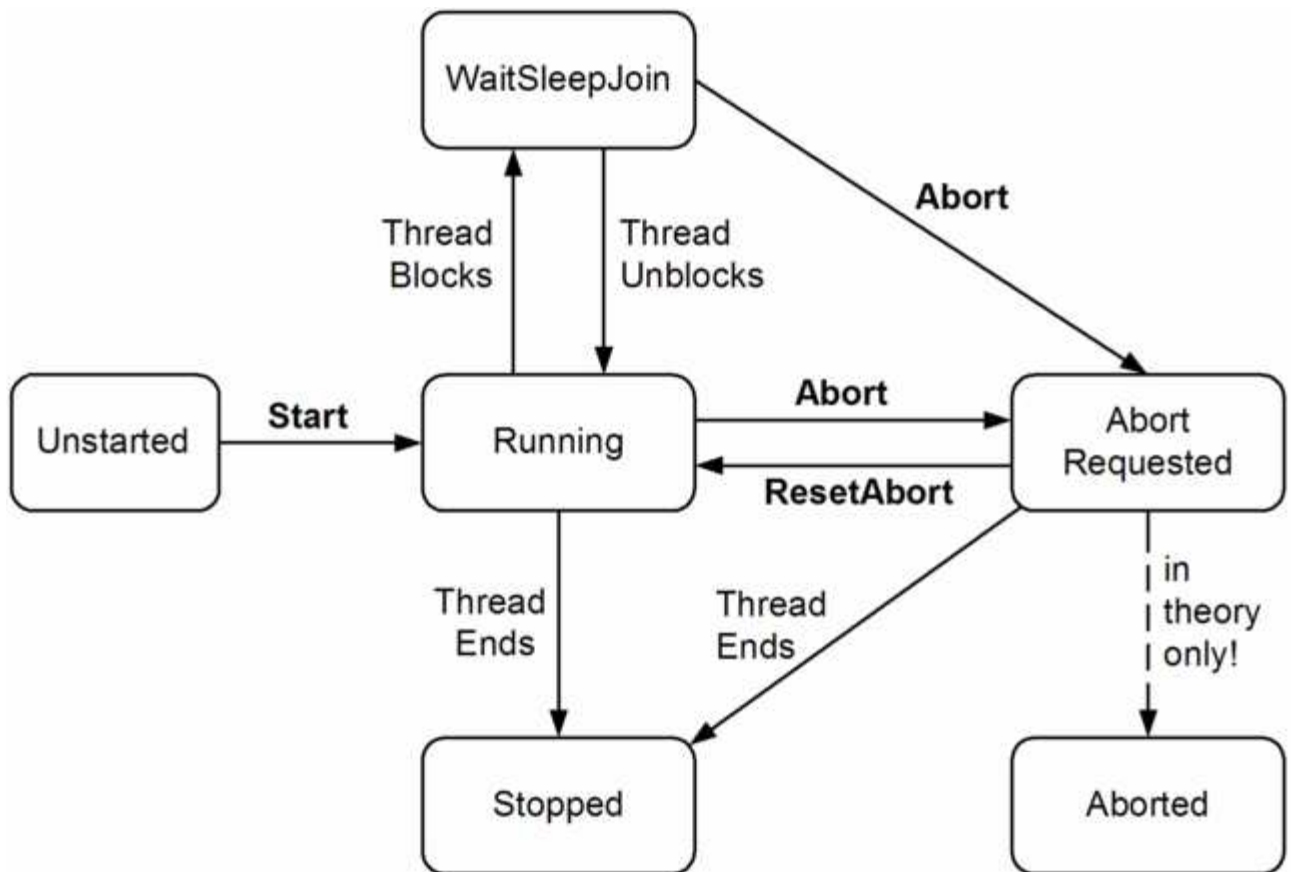 WaitSleepJoin
Abort
Thread
Blocks
Thread
Unblocks
Unstarted
Start
Running
Abort
ResetAbort
Abort
Requested
Thread
Ends
Thread
Ends
in
theory
only!
Stopped
Aborted